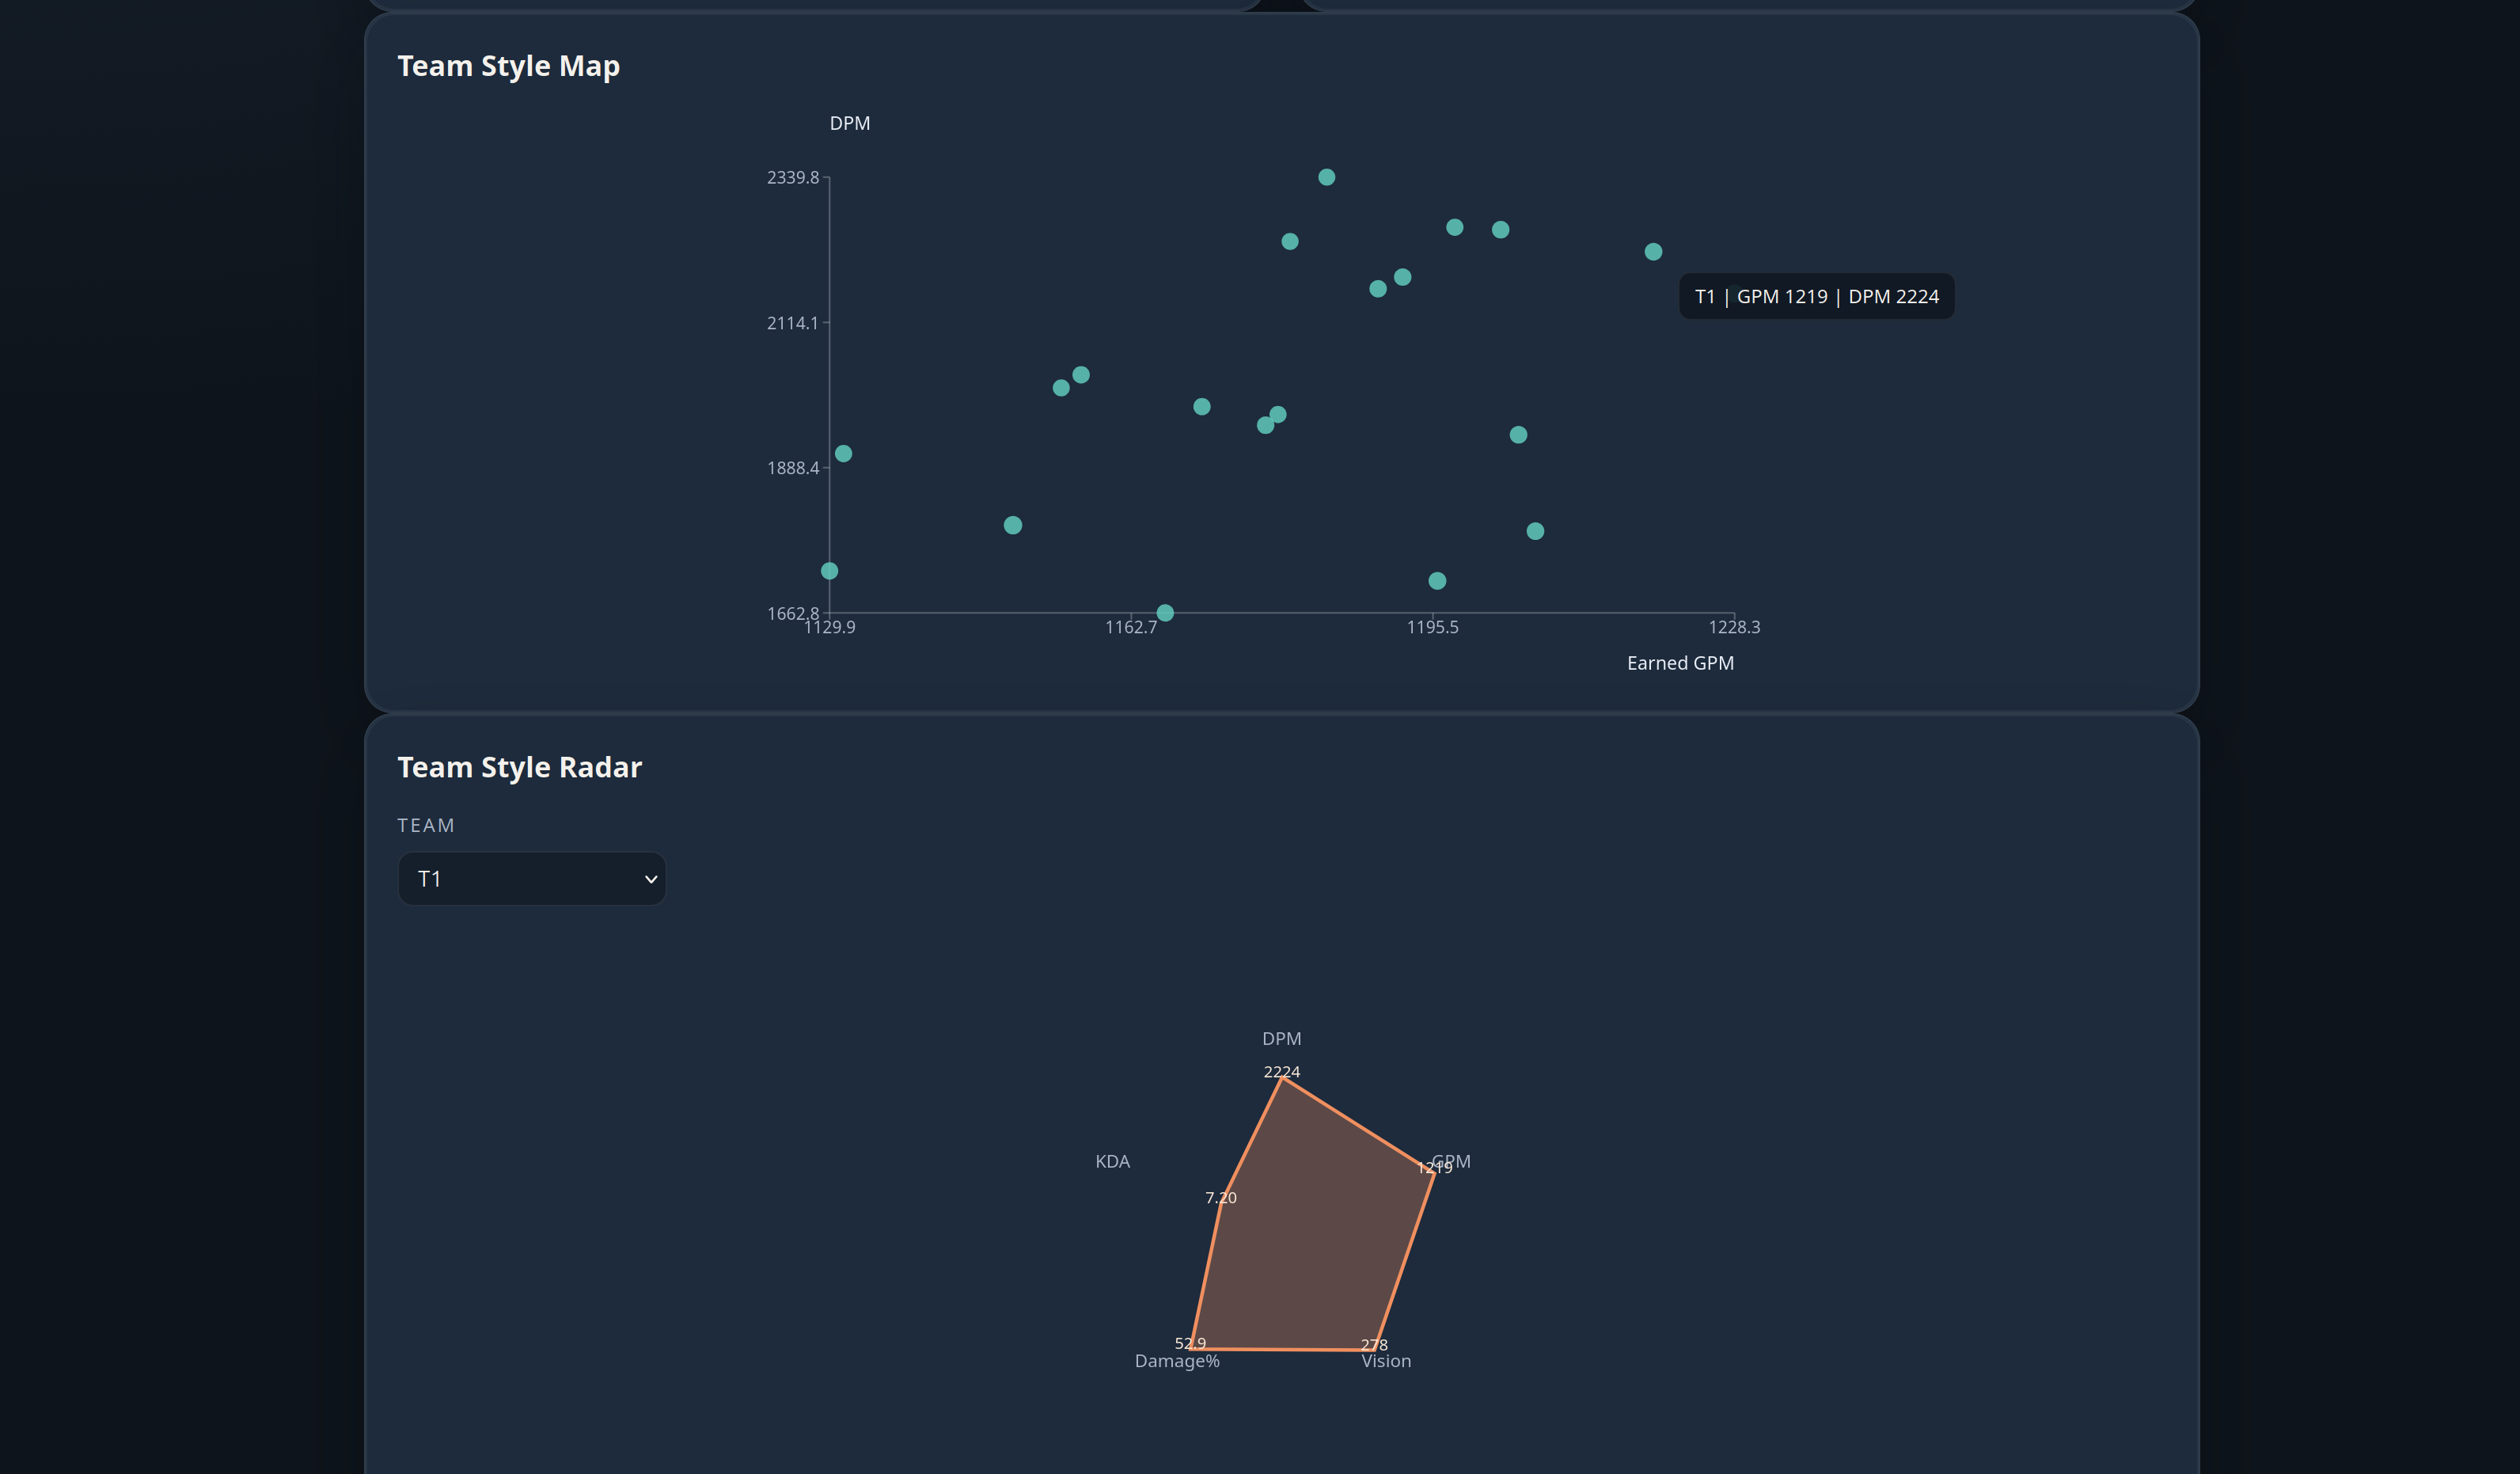 Team Style Map
DPM
2339.8
2114.1
1888.4
1662.8
1129.9
1162.7
1195.5
1228.3
Earned GPM
T1 | GPM 1219 | DPM 2224
Team Style Radar
TEAM
T1
DPM
2224
KDA
GPM
1219
7.20
52.9
278
Damage%
Vision